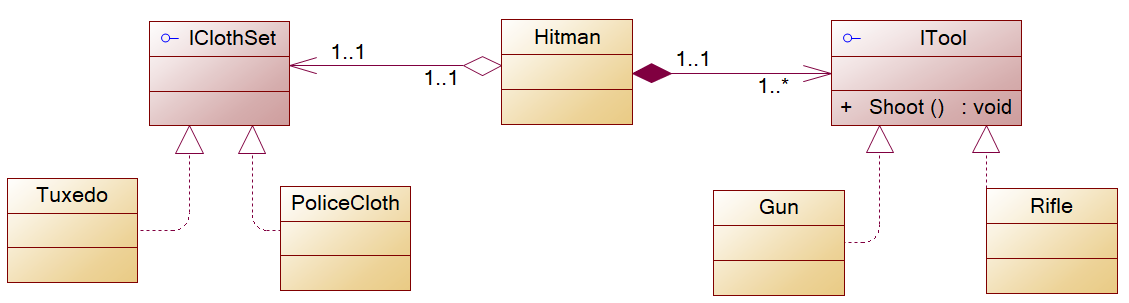 IClothSet
Hitman
ITool
1..1
1..1
1..1
1..*
+ Shoot () : void
Tuxedo
PoliceCloth
Gun
Rifle